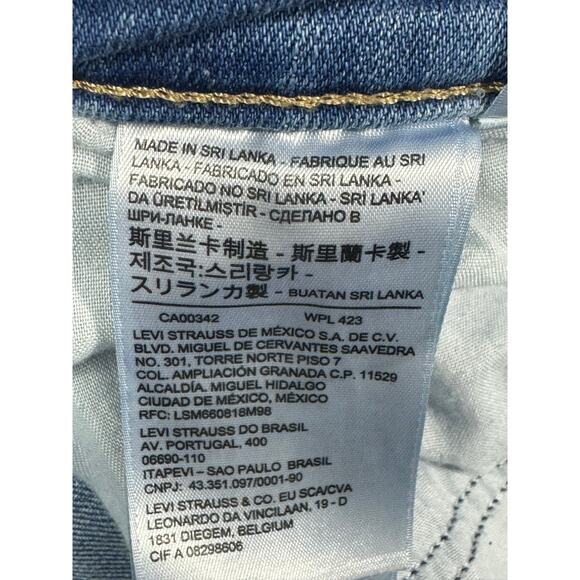 MADE IN SRI LANKA - FABRIQUE AU SRI
LANKA - FABRICADO EN SRI LANKA -
FABRICADO NO SRI LANKA - SRI LANKA'
DA ÜRETİLMİŞTİR - СДЕЛАНО В
ШРИ-ЛАНКЕ -
斯里兰卡制造 - 斯里蘭卡製 -
제조국:스리랑카 -
スリランカ製 - BUATAN SRI LANKA
CA00342 WPL 423
LEVI STRAUSS DE MÉXICO S.A. DE C.V.
BLVD. MIGUEL DE CERVANTES SAAVEDRA
NO. 301, TORRE NORTE PISO 7
COL. AMPLIACIÓN GRANADA C.P. 11529
ALCALDÍA. MIGUEL HIDALGO
CIUDAD DE MÉXICO, MÉXICO
RFC: LSM660818M98
LEVI STRAUSS DO BRASIL
AV. PORTUGAL, 400
06690-110
ITAPEVI – SAO PAULO BRASIL
CNPJ: 43.351.097/0001-90
LEVI STRAUSS & CO. EU SCA/CVA
LEONARDO DA VINCILAAN, 19 - D
1831 DIEGEM, BELGIUM
CIF A 08298606